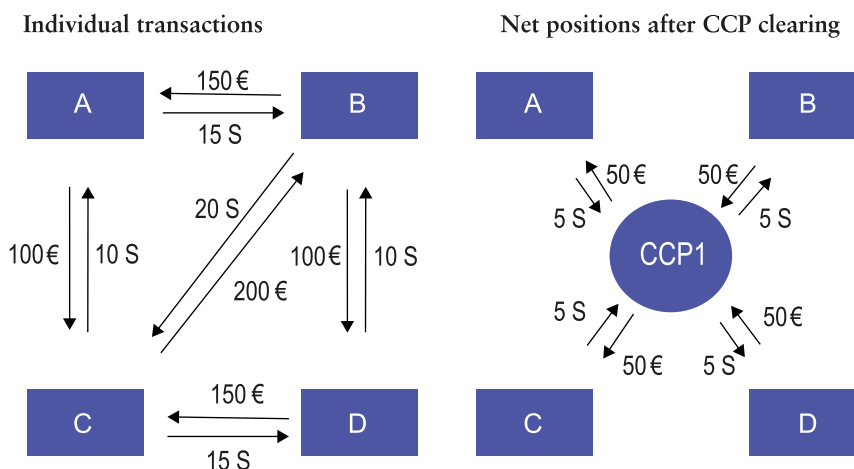 Individual transactions
Net positions after CCP clearing
A
150 €
15 S
B
100 €
10 S
20 S
200 €
100 €
10 S
C
150 €
15 S
D
A
B
50 €
5 S
50 €
5 S
CCP1
5 S
50 €
50 €
5 S
C
D